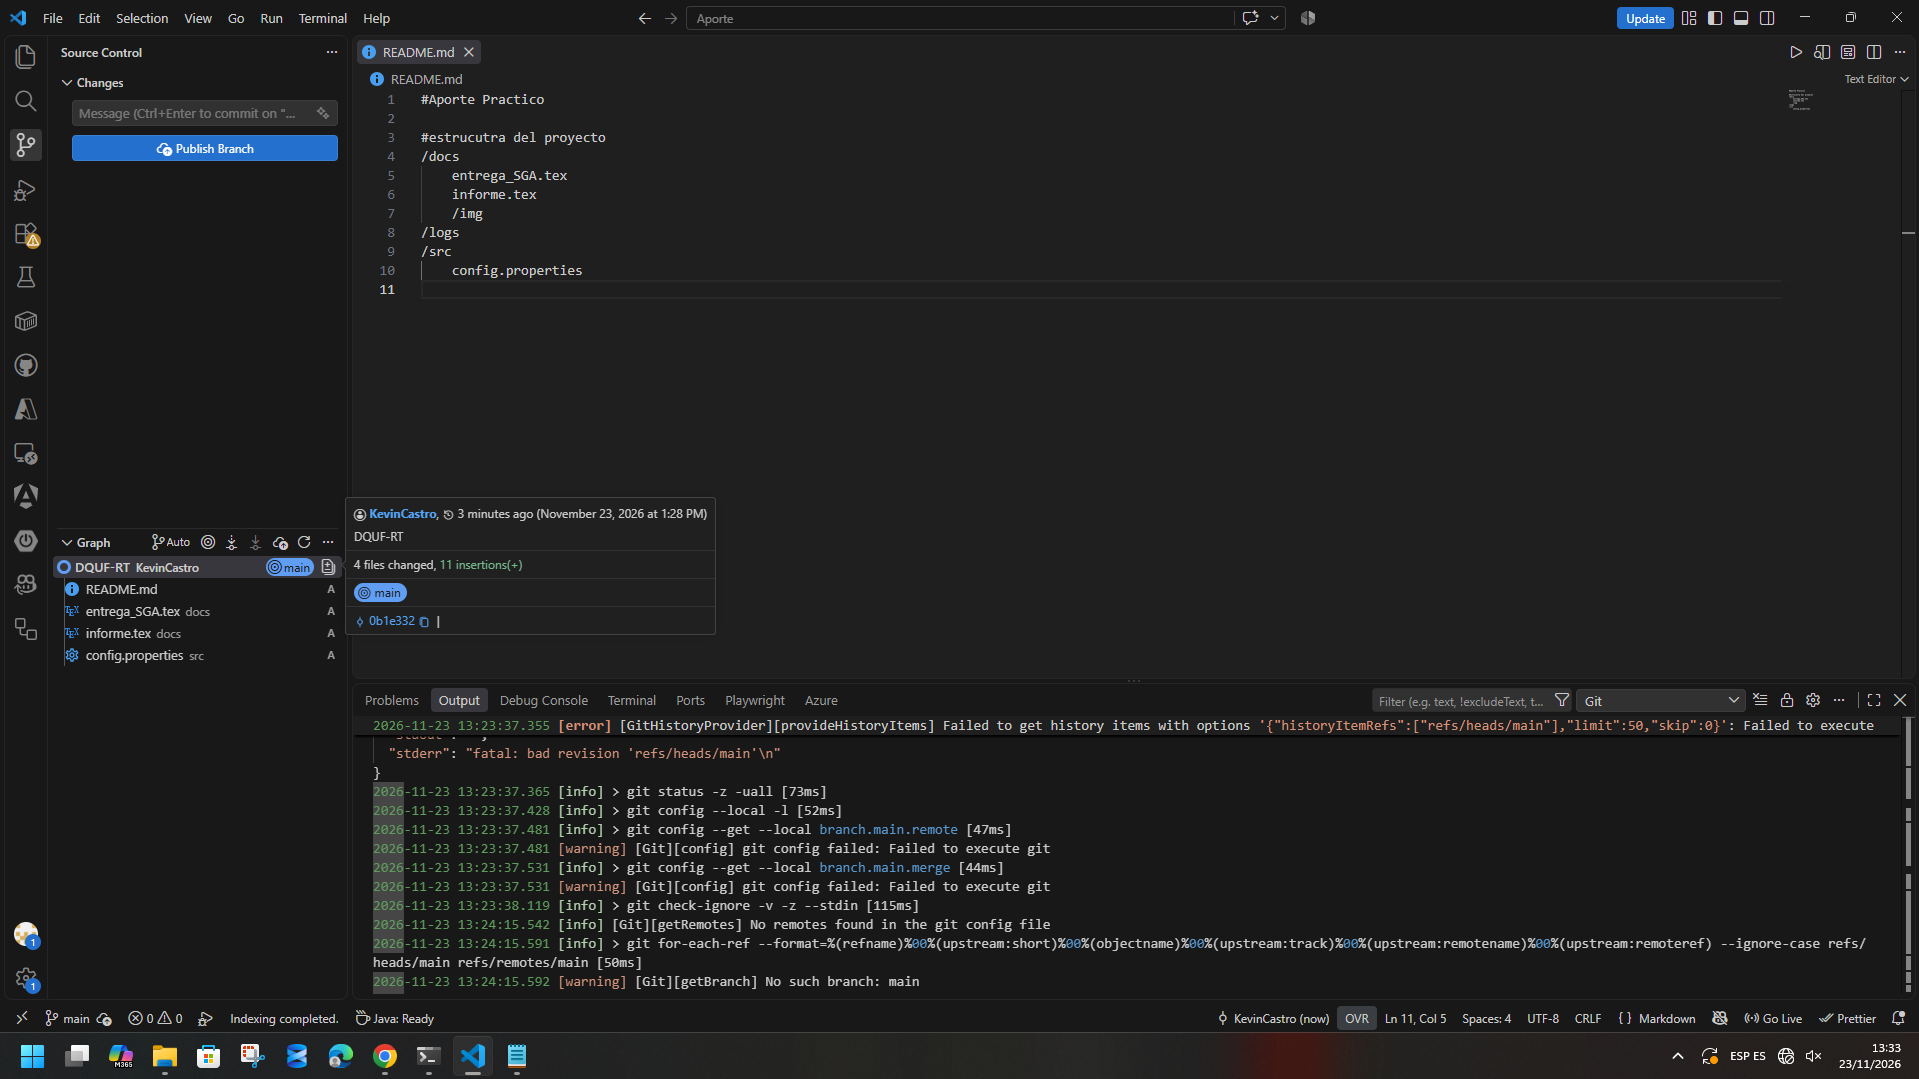 File Edit Selection View Go Run Terminal Help
Aporte
Update
Source Control
README.md
Changes
Message (Ctrl+Enter to commit on "...
Publish Branch
README.md
Text Editor
1 #Aporte Practico
2
3 #estrucutra del proyecto
4 /docs
5 entrega_SGA.tex
6 informe.tex
7 /img
8 /logs
9 /src
10 config.properties
11
Graph
Auto
DQUF-RT KevinCastro main
README.md A
entrega_SGA.tex docs A
informe.tex docs A
config.properties src A
KevinCastro, 3 minutes ago (November 23, 2026 at 1:28 PM)
DQUF-RT
4 files changed, 11 insertions(+)
main
0b1e332 |
Problems Output Debug Console Terminal Ports Playwright Azure
Filter (e.g. text, !excludeText, t...
Git
2026-11-23 13:23:37.355 [error] [GitHistoryProvider][provideHistoryItems] Failed to get history items with options '{"historyItemRefs":["refs/heads/main"],"limit":50,"skip":0}': Failed to execute
"stderr": "fatal: bad revision 'refs/heads/main'\n"
}
2026-11-23 13:23:37.365 [info] > git status -z -uall [73ms]
2026-11-23 13:23:37.428 [info] > git config --local -l [52ms]
2026-11-23 13:23:37.481 [info] > git config --get --local branch.main.remote [47ms]
2026-11-23 13:23:37.481 [warning] [Git][config] git config failed: Failed to execute git
2026-11-23 13:23:37.531 [info] > git config --get --local branch.main.merge [44ms]
2026-11-23 13:23:37.531 [warning] [Git][config] git config failed: Failed to execute git
2026-11-23 13:23:38.119 [info] > git check-ignore -v -z --stdin [115ms]
2026-11-23 13:24:15.542 [info] [Git][getRemotes] No remotes found in the git config file
2026-11-23 13:24:15.591 [info] > git for-each-ref --format=%(refname)%00%(upstream:short)%00%(objectname)%00%(upstream:track)%00%(upstream:remotename)%00%(upstream:remoteref) --ignore-case refs/
heads/main refs/remotes/main [50ms]
2026-11-23 13:24:15.592 [warning] [Git][getBranch] No such branch: main
1
1
main 0 0 Indexing completed. Java: Ready
KevinCastro (now) OVR Ln 11, Col 5 Spaces: 4 UTF-8 CRLF { } Markdown Go Live Prettier
M365
ESP ES
13:33
23/11/2026